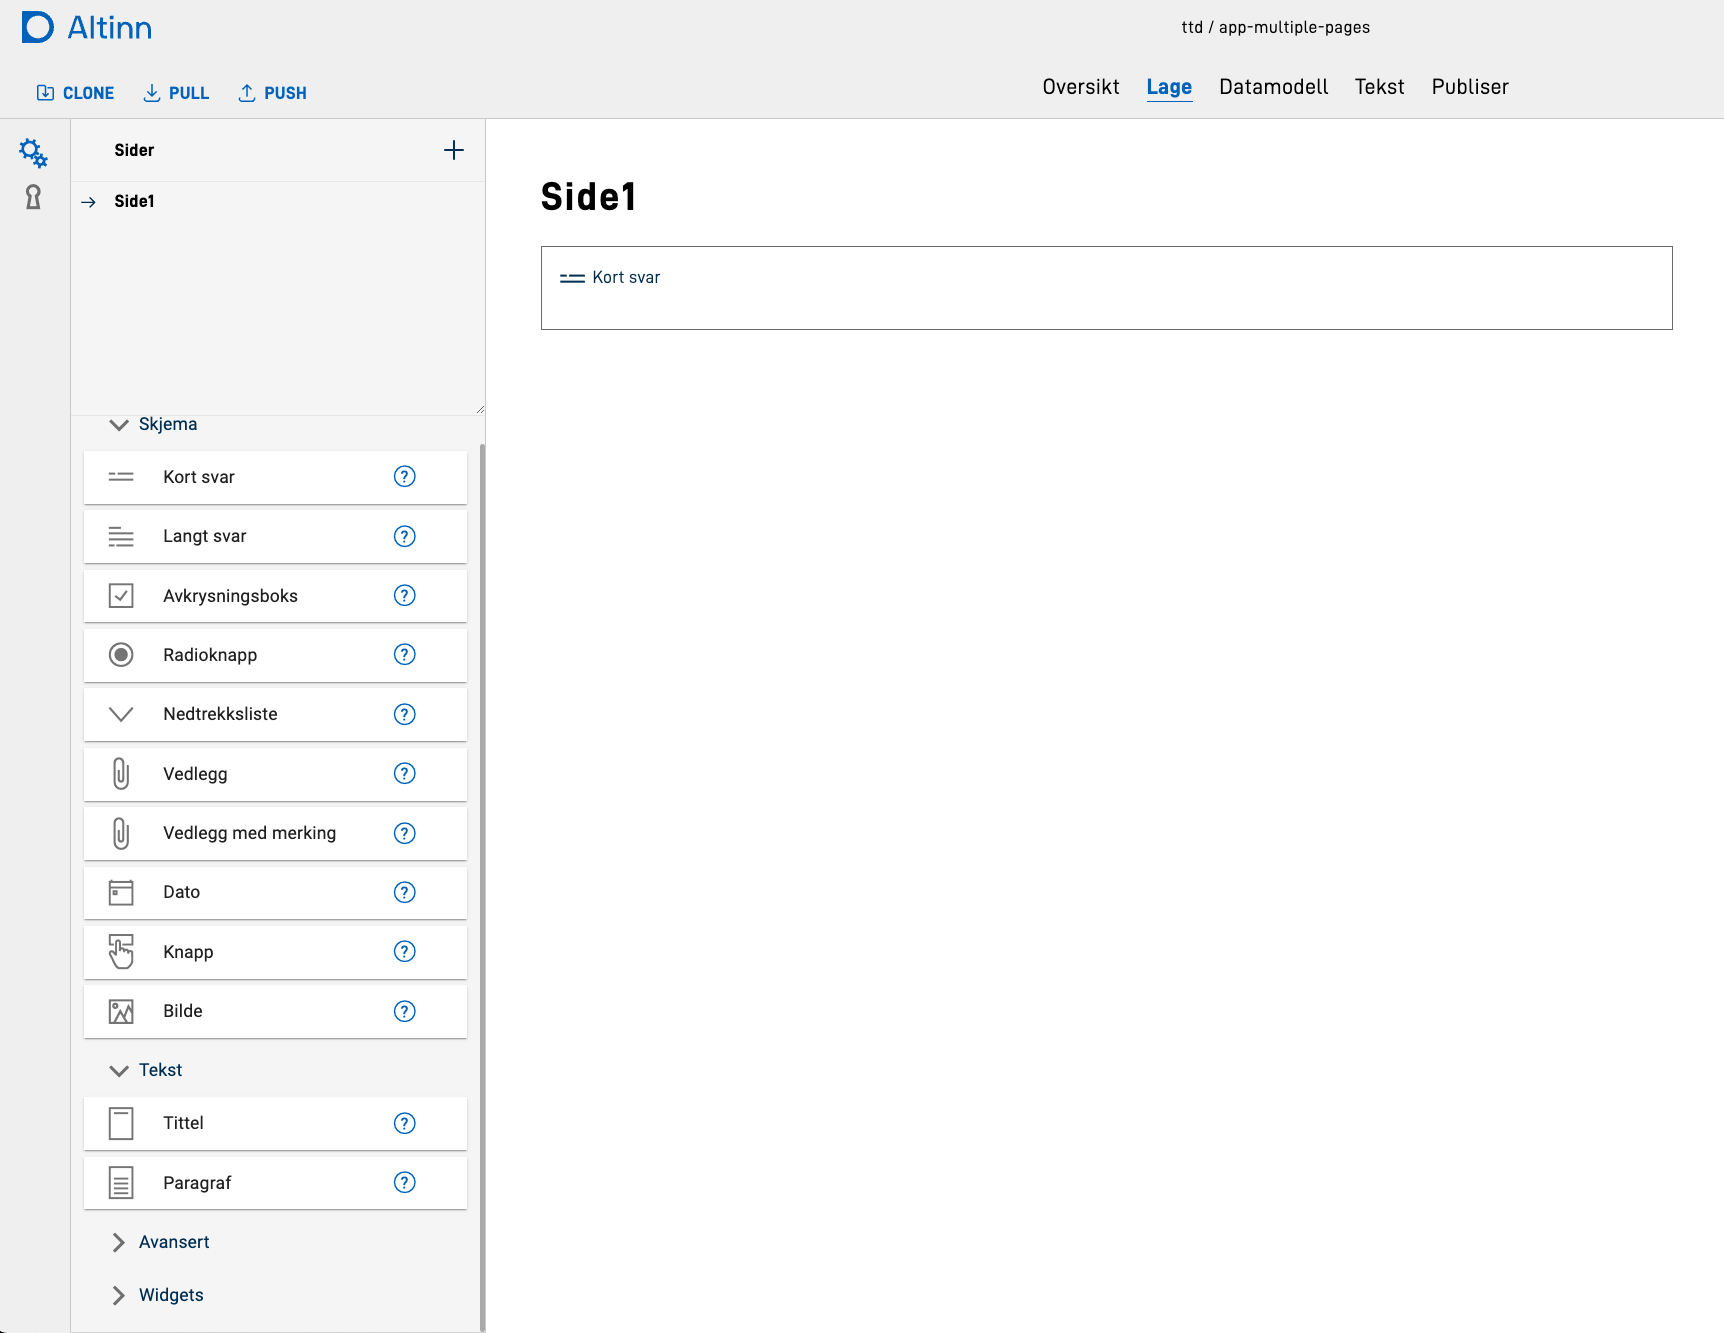 Altinn
ttd / app-multiple-pages
CLONE PULL PUSH
Oversikt Lage Datamodell Tekst Publiser
Sider
Side1
Side1
Kort svar
Skjema
Kort svar ?
Langt svar ?
Avkrysningsboks ?
Radioknapp ?
Nedtrekksliste ?
Vedlegg ?
Vedlegg med merking ?
Dato ?
Knapp ?
Bilde ?
Tekst
Tittel ?
Paragraf ?
Avansert
Widgets